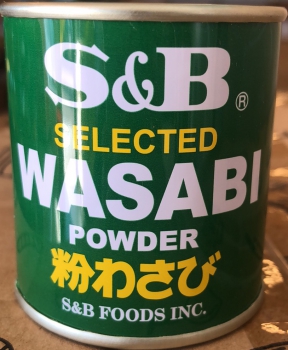 S&B®
SELECTED
WASABI
POWDER
粉わさび
S&B FOODS INC.